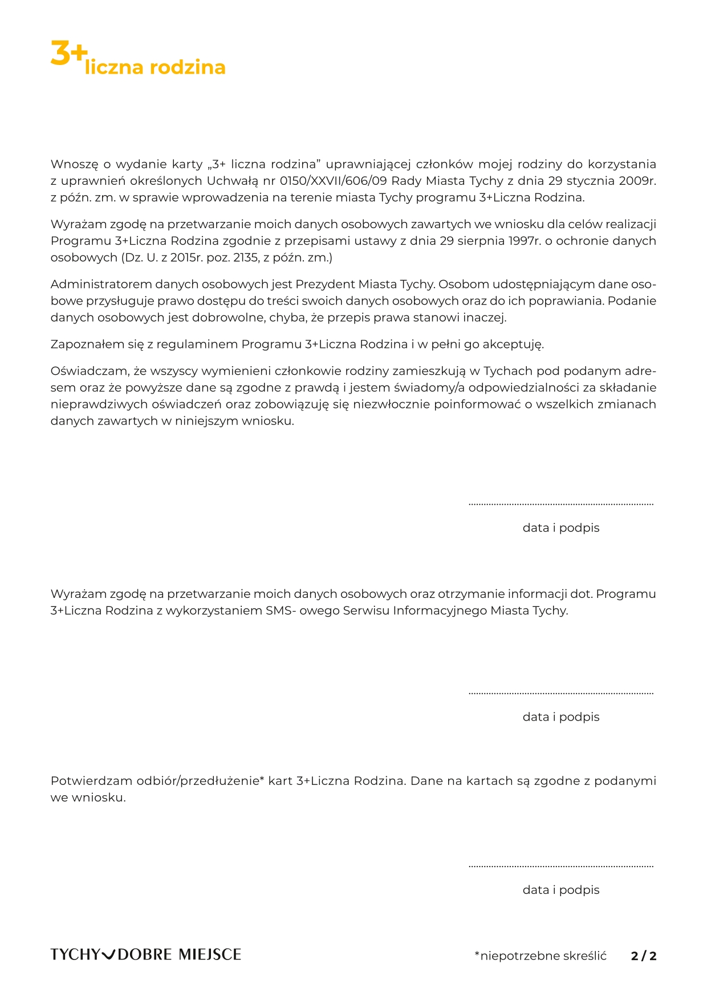 3+
liczna rodzina
Wnoszę o wydanie karty „3+ liczna rodzina” uprawniającej członków mojej rodziny do korzystania
z uprawnień określonych Uchwałą nr 0150/XXVII/606/09 Rady Miasta Tychy z dnia 29 stycznia 2009r.
z późn. zm. w sprawie wprowadzenia na terenie miasta Tychy programu 3+Liczna Rodzina.
Wyrażam zgodę na przetwarzanie moich danych osobowych zawartych we wniosku dla celów realizacji
Programu 3+Liczna Rodzina zgodnie z przepisami ustawy z dnia 29 sierpnia 1997r. o ochronie danych
osobowych (Dz. U. z 2015r. poz. 2135, z późn. zm.)
Administratorem danych osobowych jest Prezydent Miasta Tychy. Osobom udostępniającym dane oso-
bowe przysługuje prawo dostępu do treści swoich danych osobowych oraz do ich poprawiania. Podanie
danych osobowych jest dobrowolne, chyba, że przepis prawa stanowi inaczej.
Zapoznałem się z regulaminem Programu 3+Liczna Rodzina i w pełni go akceptuję.
Oświadczam, że wszyscy wymienieni członkowie rodziny zamieszkują w Tychach pod podanym adre-
sem oraz że powyższe dane są zgodne z prawdą i jestem świadomy/a odpowiedzialności za składanie
nieprawdziwych oświadczeń oraz zobowiązuję się niezwłocznie poinformować o wszelkich zmianach
danych zawartych w niniejszym wniosku.
........................................................................
data i podpis
Wyrażam zgodę na przetwarzanie moich danych osobowych oraz otrzymanie informacji dot. Programu
3+Liczna Rodzina z wykorzystaniem SMS- owego Serwisu Informacyjnego Miasta Tychy.
........................................................................
data i podpis
Potwierdzam odbiór/przedłużenie* kart 3+Liczna Rodzina. Dane na kartach są zgodne z podanymi
we wniosku.
........................................................................
data i podpis
TYCHY DOBRE MIEJSCE
*niepotrzebne skreślić 2 / 2